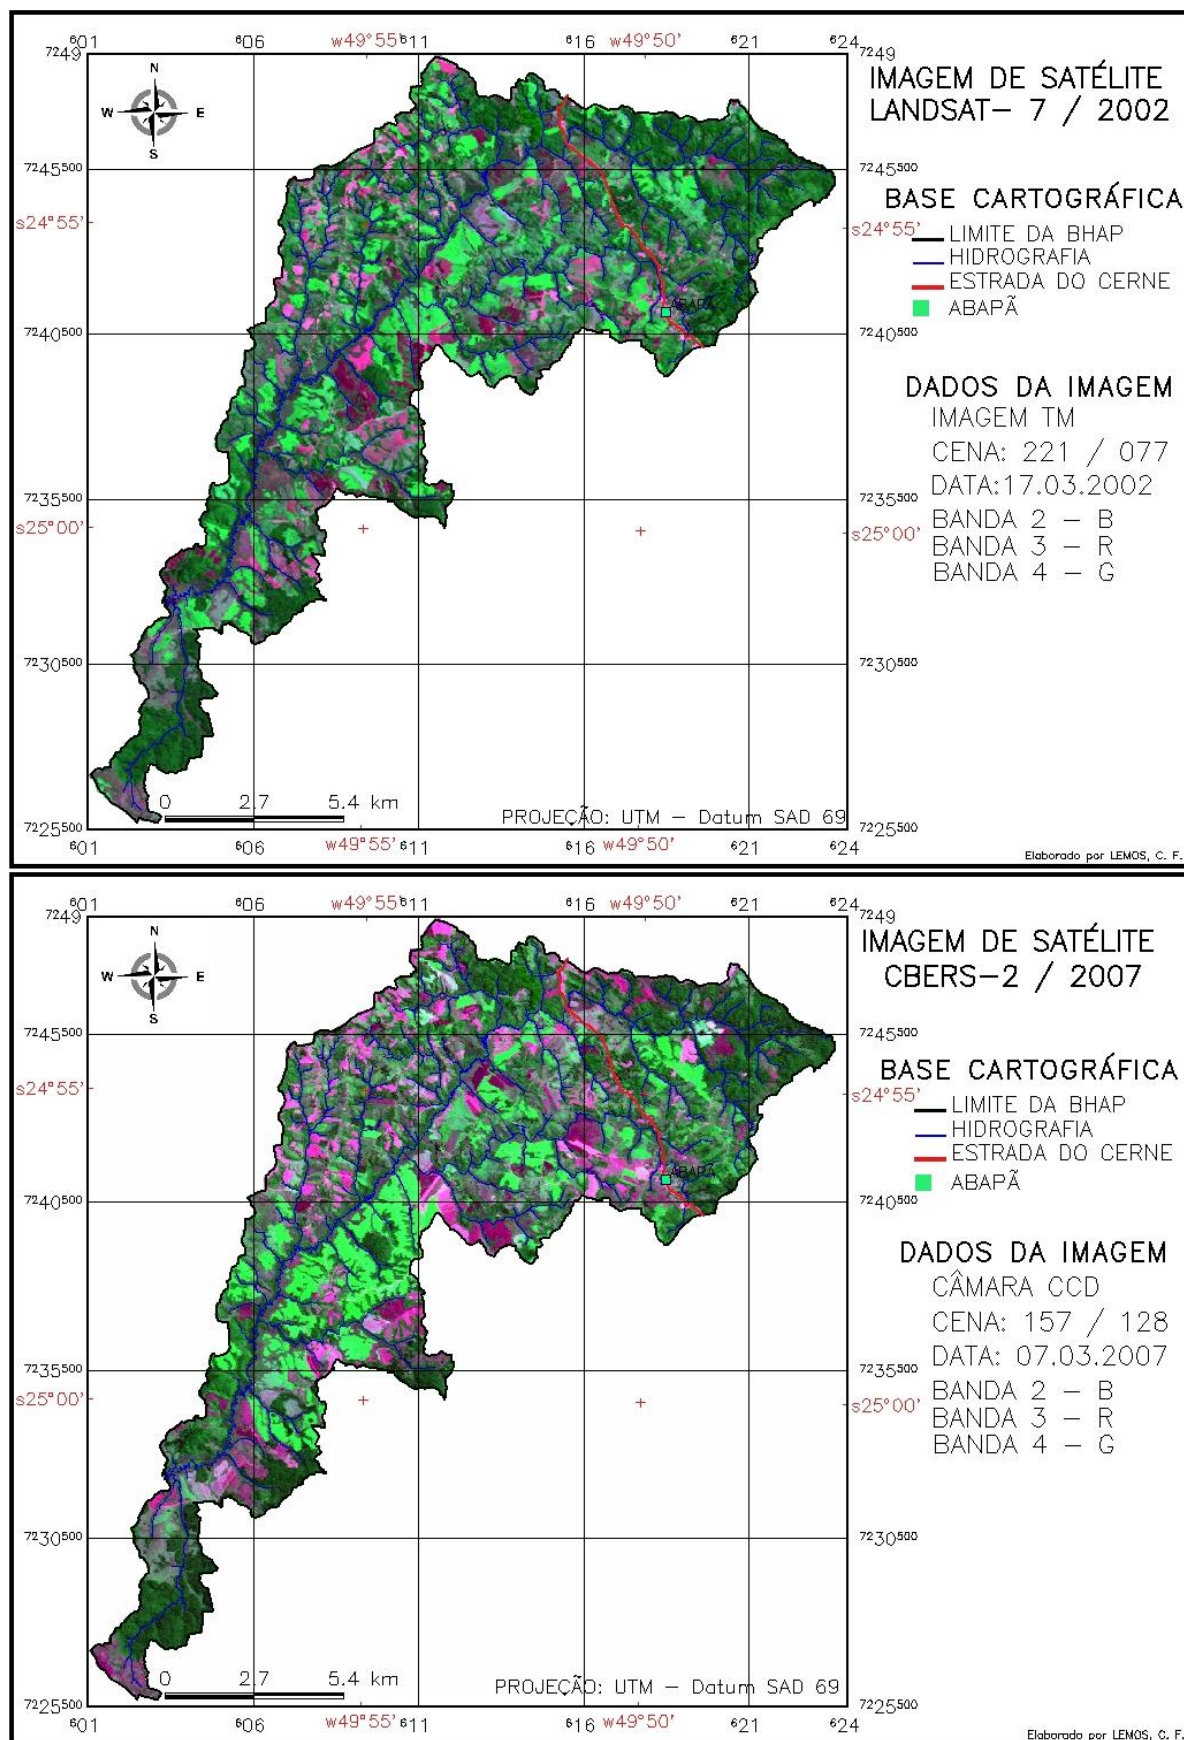 601 606 w49°55' 611 616 w49°50' 621 624
7249
7249
N
W E
S
IMAGEM DE SATÉLITE
LANDSAT- 7 / 2002
7245500
7245500
BASE CARTOGRÁFICA
s24°55'
s24°55'
LIMITE DA BHAP
HIDROGRAFIA
ESTRADA DO CERNE
ABAPÃ
ABAPÃ
7240500
7240500
DADOS DA IMAGEM
IMAGEM TM
CENA: 221 / 077
DATA:17.03.2002
7235500
7235500
s25°00'
s25°00'
BANDA 2 - B
BANDA 3 - R
BANDA 4 - G
7230500
7230500
0 2.7 5.4 km
PROJEÇÃO: UTM - Datum SAD 69
7225500
7225500
601 606 w49°55' 611 616 w49°50' 621 624
Elaborado por LEMOS, C. F.
601 606 w49°55' 611 616 w49°50' 621 624
7249
7249
N
W E
S
IMAGEM DE SATÉLITE
CBERS-2 / 2007
7245500
7245500
BASE CARTOGRÁFICA
s24°55'
s24°55'
LIMITE DA BHAP
HIDROGRAFIA
ESTRADA DO CERNE
ABAPÃ
ABAPÃ
7240500
7240500
DADOS DA IMAGEM
CÂMARA CCD
CENA: 157 / 128
DATA: 07.03.2007
7235500
7235500
s25°00'
s25°00'
BANDA 2 - B
BANDA 3 - R
BANDA 4 - G
7230500
7230500
0 2.7 5.4 km
PROJEÇÃO: UTM - Datum SAD 69
7225500
7225500
601 606 w49°55' 611 616 w49°50' 621 624
Elaborado por LEMOS, C. F.